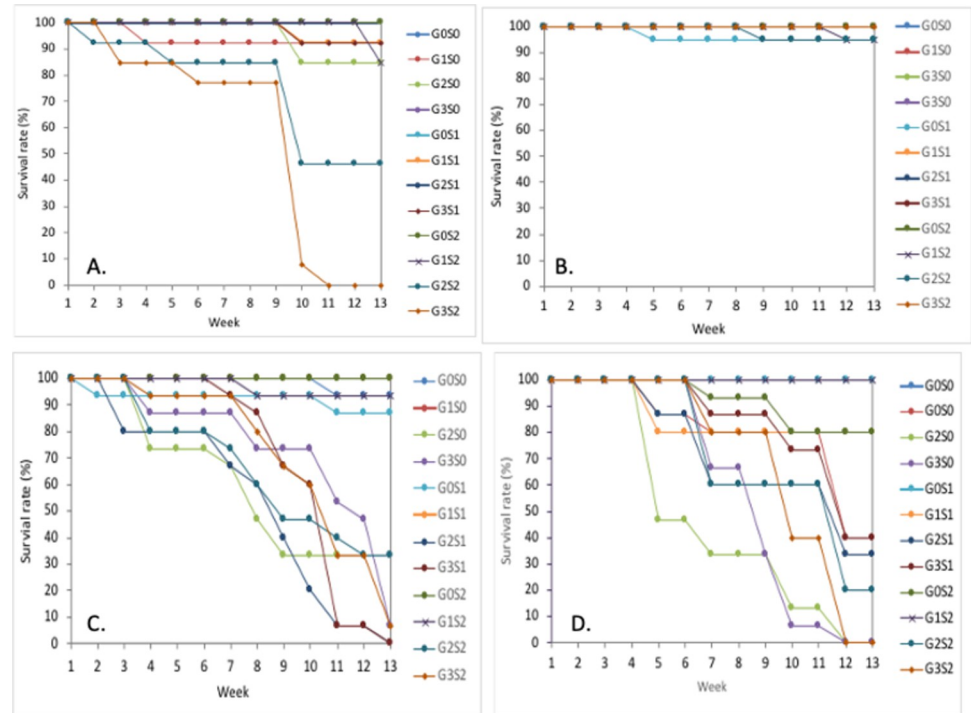 100
90
80
70
60
50
40
30
20
10
0
Survival rate (%)
A.
1 2 3 4 5 6 7 8 9 10 11 12 13
Week
G0S0
G1S0
G2S0
G3S0
G0S1
G1S1
G2S1
G3S1
G0S2
G1S2
G2S2
G3S2
100
90
80
70
60
50
40
30
20
10
0
Survival rate (%)
B.
1 2 3 4 5 6 7 8 9 10 11 12 13
Week
G0S0
G1S0
G3S0
G3S0
G0S1
G1S1
G2S1
G3S1
G0S2
G1S2
G2S2
G3S2
100
90
80
70
60
50
40
30
20
10
0
Survial rate (%)
C.
1 2 3 4 5 6 7 8 9 10 11 12 13
Week
G0S0
G1S0
G2S0
G3S0
G0S1
G1S1
G2S1
G3S1
G0S2
G1S2
G2S2
G3S2
100
90
80
70
60
50
40
30
20
10
0
Survival rate (%)
D.
1 2 3 4 5 6 7 8 9 10 11 12 13
Week
G0S0
G0S0
G2S0
G3S0
G0S1
G1S1
G2S1
G3S1
G0S2
G1S2
G2S2
G3S2